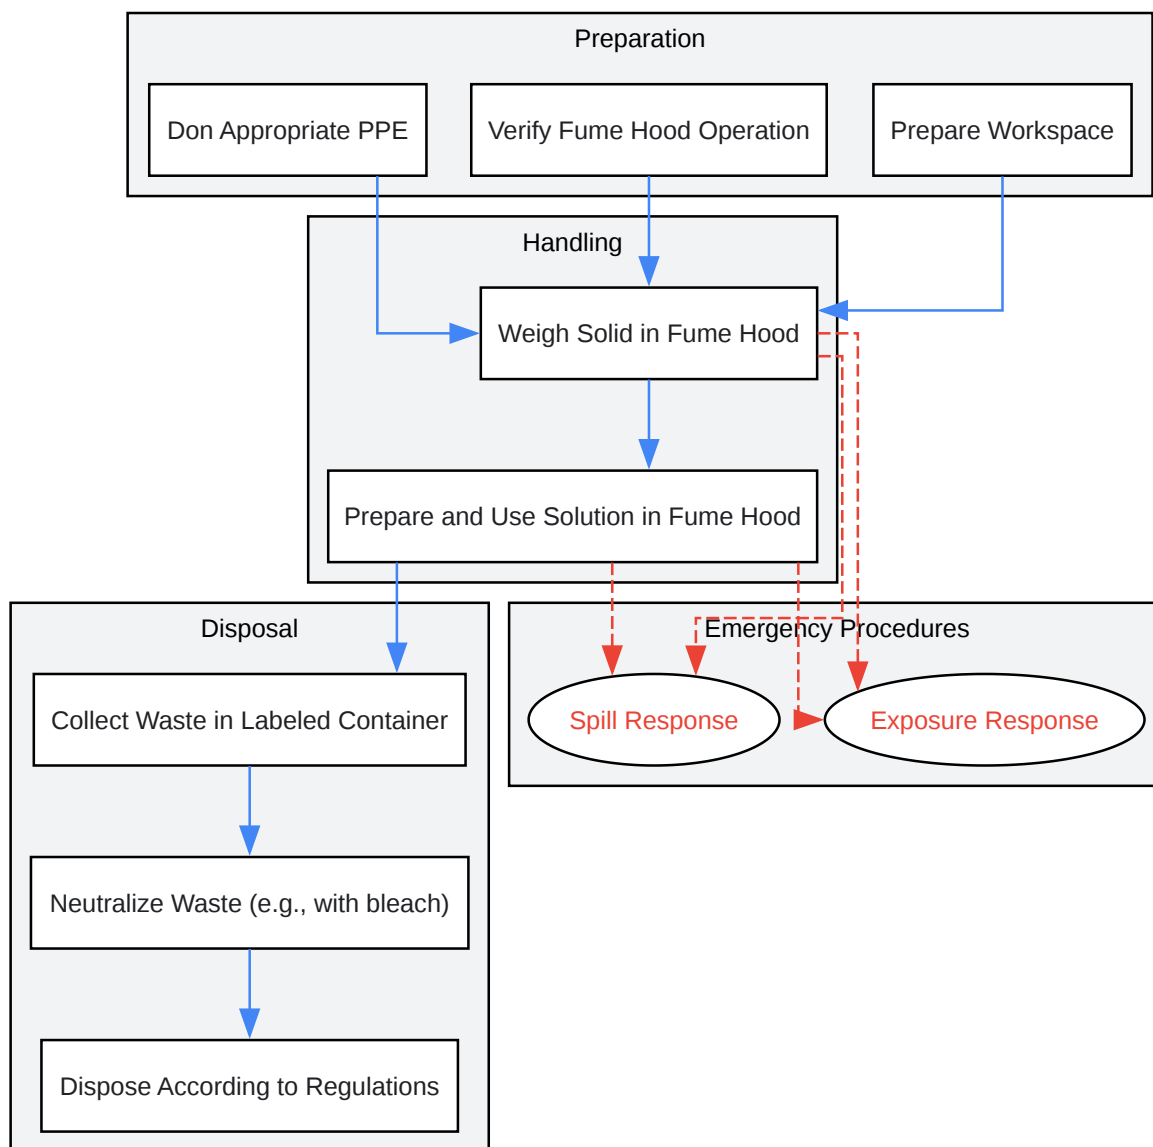 Preparation
Don Appropriate PPE
Verify Fume Hood Operation
Prepare Workspace
Handling
Weigh Solid in Fume Hood
Prepare and Use Solution in Fume Hood
Disposal
Collect Waste in Labeled Container
Neutralize Waste (e.g., with bleach)
Dispose According to Regulations
Emergency Procedures
Spill Response
Exposure Response